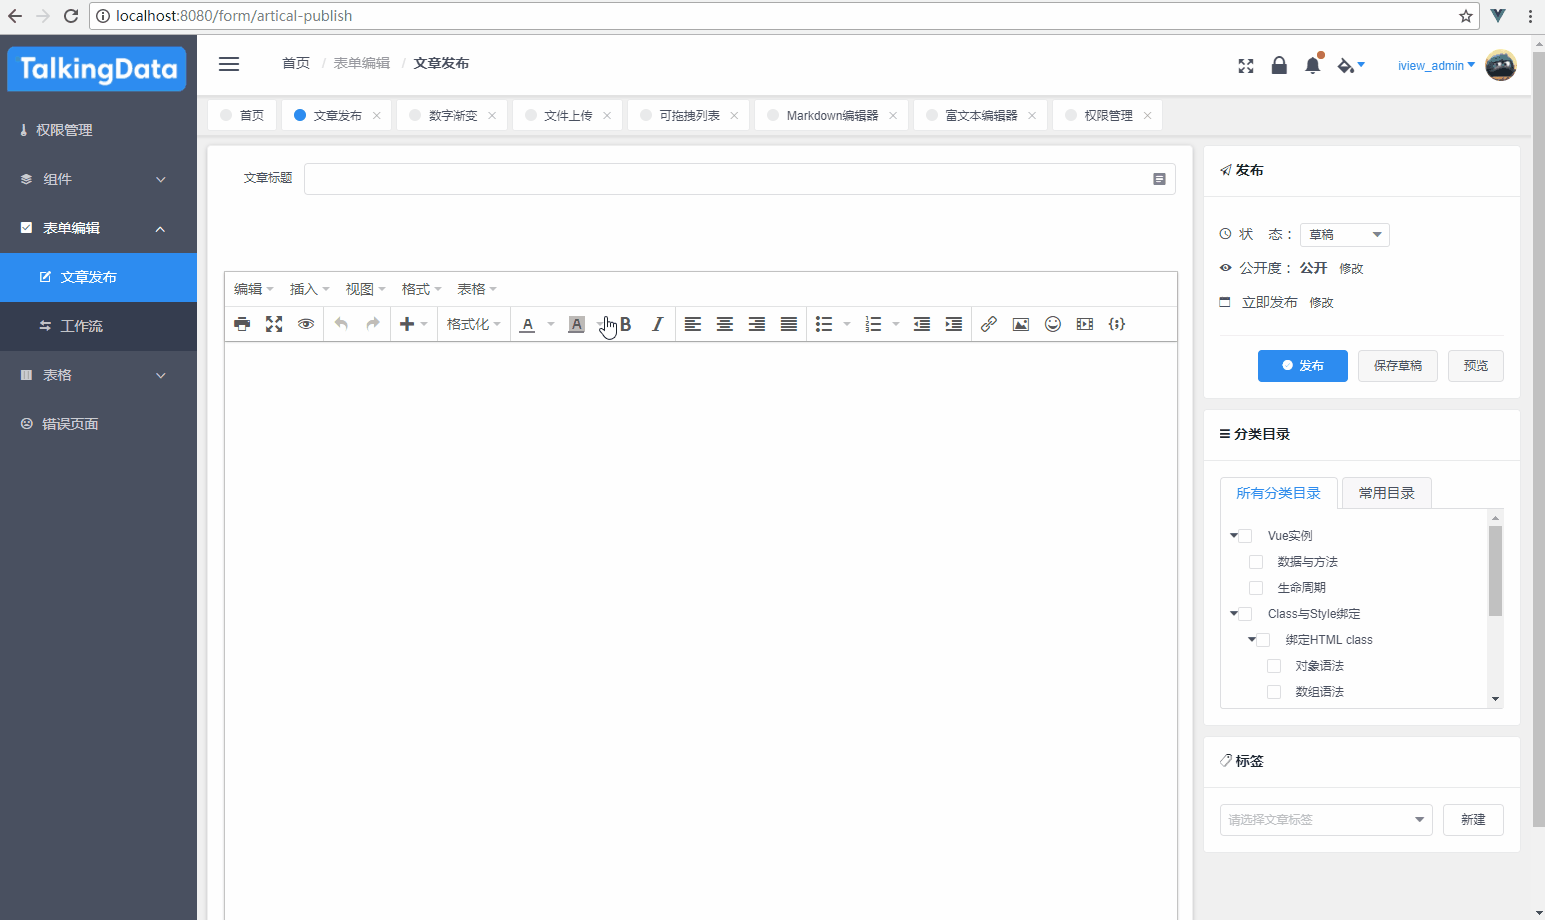 localhost:8080/form/artical-publish
TalkingData
首页 / 表单编辑 / 文章发布
iview_admin
首页 文章发布 数字渐变 文件上传 可拖拽列表 Markdown编辑器 富文本编辑器 权限管理
权限管理
组件
表单编辑
文章发布
工作流
表格
错误页面
文章标题
编辑 插入 视图 格式 表格
格式化 A A B I
发布
状 态： 草稿
公开度： 公开 修改
立即发布 修改
发布 保存草稿 预览
分类目录
所有分类目录 常用目录
Vue实例
数据与方法
生命周期
Class与Style绑定
绑定HTML class
对象语法
数组语法
标签
请选择文章标签 新建